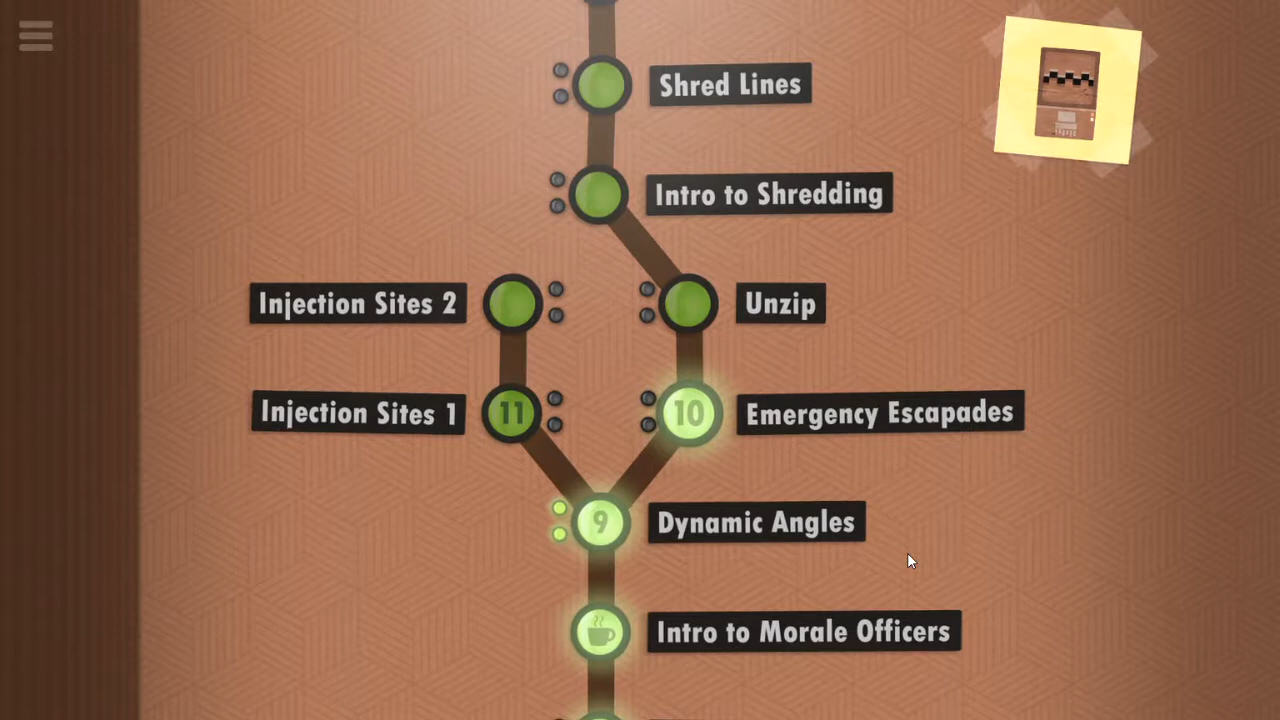 Shred Lines
Intro to Shredding
Injection Sites 2
Unzip
Injection Sites 1
11
10
Emergency Escapades
9
Dynamic Angles
Intro to Morale Officers